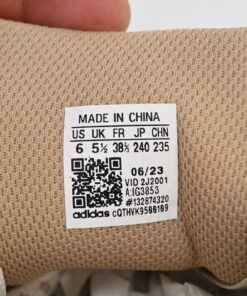 MADE IN CHINA
US UK FR JP CHN
6 5½ 38⅔ 240 235
06/23
VID 2J2001
A:IG3853
#132874320
adidas